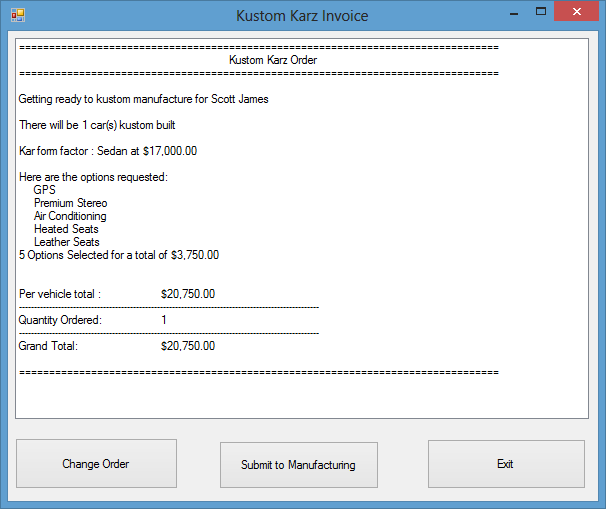 Kustom Karz Invoice
================================================================================
Kustom Karz Order
================================================================================
Getting ready to kustom manufacture for Scott James
There will be 1 car(s) kustom built
Kar form factor : Sedan at $17,000.00
Here are the options requested:
GPS
Premium Stereo
Air Conditioning
Heated Seats
Leather Seats
5 Options Selected for a total of $3,750.00
Per vehicle total : $20,750.00
----------------------------------------------------------------------------------------------------
Quantity Ordered: 1
----------------------------------------------------------------------------------------------------
Grand Total: $20,750.00
================================================================================
Change Order Submit to Manufacturing Exit